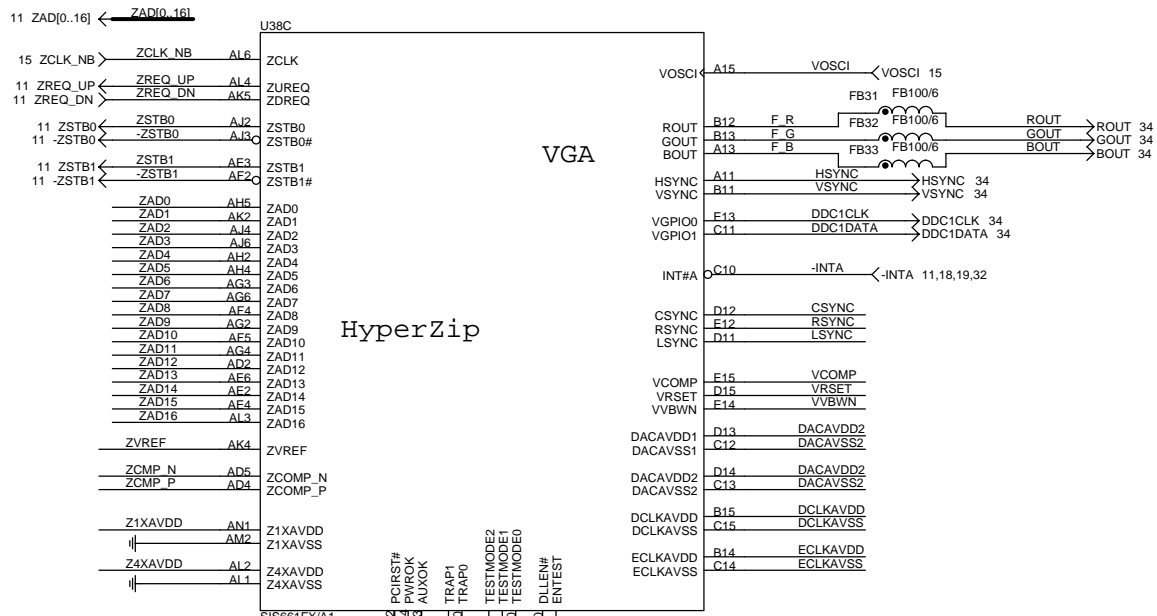 11 ZAD[0..16] ZAD[0..16]
U38C
15 ZCLK_NB ZCLK_NB AL6 ZCLK
11 ZREQ_UP ZREQ_UP AL4 ZUREQ
11 ZREQ_DN ZREQ_DN AK5 ZDREQ
11 ZSTB0 ZSTB0 AJ2 ZSTB0
11 -ZSTB0 -ZSTB0 AJ3 ZSTB0#
11 ZSTB1 ZSTB1 AF3 ZSTB1
11 -ZSTB1 -ZSTB1 AF2 ZSTB1#
ZAD0 AH5 ZAD0
ZAD1 AK2 ZAD1
ZAD2 AJ4 ZAD2
ZAD3 AJ6 ZAD3
ZAD4 AH2 ZAD4
ZAD5 AH4 ZAD5
ZAD6 AG3 ZAD6
ZAD7 AG6 ZAD7
ZAD8 AF4 ZAD8
ZAD9 AG2 ZAD9
ZAD10 AF5 ZAD10
ZAD11 AG4 ZAD11
ZAD12 AD2 ZAD12
ZAD13 AE6 ZAD13
ZAD14 AE2 ZAD14
ZAD15 AE4 ZAD15
ZAD16 AL3 ZAD16
ZVREF AK4 ZVREF
ZCMP_N AD5 ZCOMP_N
ZCMP_P AD4 ZCOMP_P
Z1XAVDD AN1 Z1XAVDD
AM2 Z1XAVSS
Z4XAVDD AL2 Z4XAVDD
AL1 Z4XAVSS
HyperZip
VGA
VOSCI A15 VOSCI VOSCI 15
FB31 FB100/6
ROUT B12 F_R ROUT ROUT 34
FB32 FB100/6
GOUT B13 F_G GOUT GOUT 34
FB33 FB100/6
BOUT A13 F_B BOUT BOUT 34
HSYNC A11 HSYNC HSYNC 34
VSYNC B11 VSYNC VSYNC 34
VGPIO0 E13 DDC1CLK DDC1CLK 34
VGPIO1 C11 DDC1DATA DDC1DATA 34
INT#A C10 -INTA -INTA 11,18,19,32
CSYNC D12 CSYNC
RSYNC E12 RSYNC
LSYNC D11 LSYNC
VCOMP E15 VCOMP
VRSET D15 VRSET
VVBWN E14 VVBWN
DACAVDD1 D13 DACAVDD2
DACAVSS1 C12 DACAVSS2
DACAVDD2 D14 DACAVDD2
DACAVSS2 C13 DACAVSS2
DCLKAVDD B15 DCLKAVDD
DCLKAVSS C15 DCLKAVSS
ECLKAVDD B14 ECLKAVDD
ECLKAVSS C14 ECLKAVSS
PCIRST#
PWROK
AUXOK
TRAP1
TRAP0
TESTMODE2
TESTMODE1
TESTMODE0
DLLEN#
ENTEST